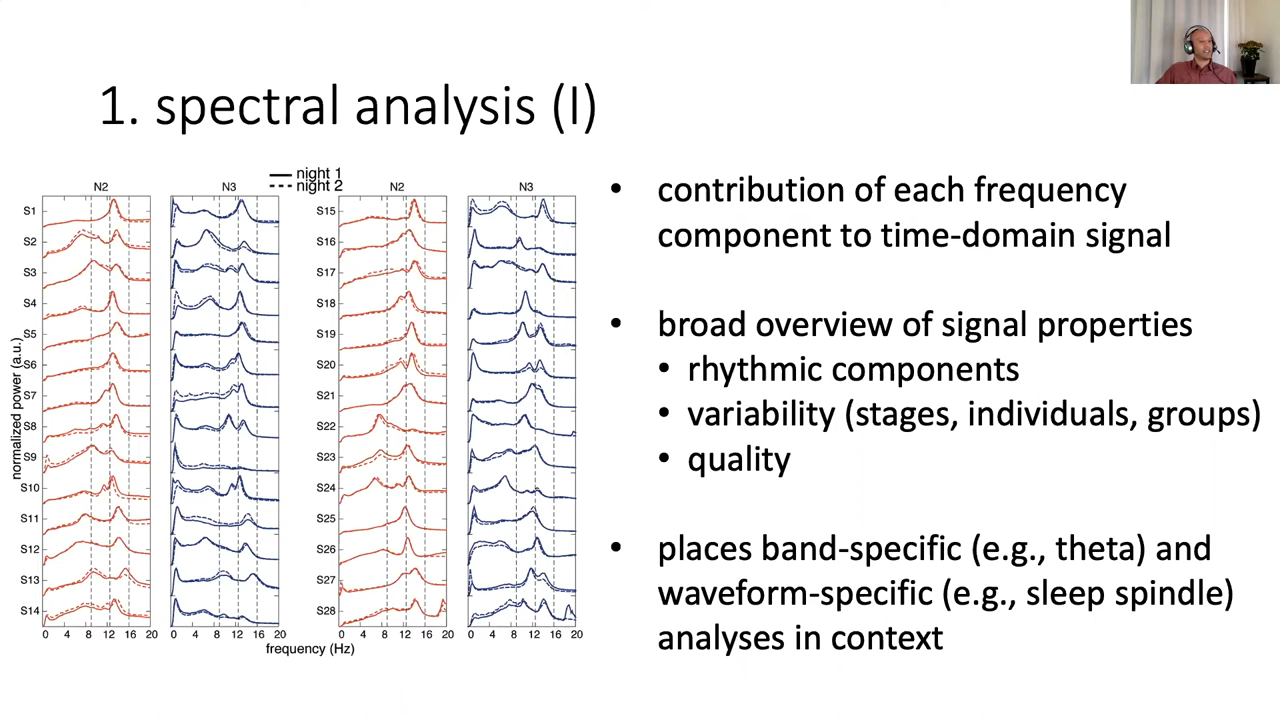 1. spectral analysis (I)
night 1
night 2
N2
N3
N2
N3
S1
S2
S3
S4
S5
S6
S7
S8
S9
S10
S11
S12
S13
S14
S15
S16
S17
S18
S19
S20
S21
S22
S23
S24
S25
S26
S27
S28
normalized power (a.u.)
0 4 8 12 16 20
0 4 8 12 16 20
0 4 8 12 16 20
0 4 8 12 16 20
frequency (Hz)
• contribution of each frequency
component to time-domain signal
• broad overview of signal properties
• rhythmic components
• variability (stages, individuals, groups)
• quality
• places band-specific (e.g., theta) and
waveform-specific (e.g., sleep spindle)
analyses in context